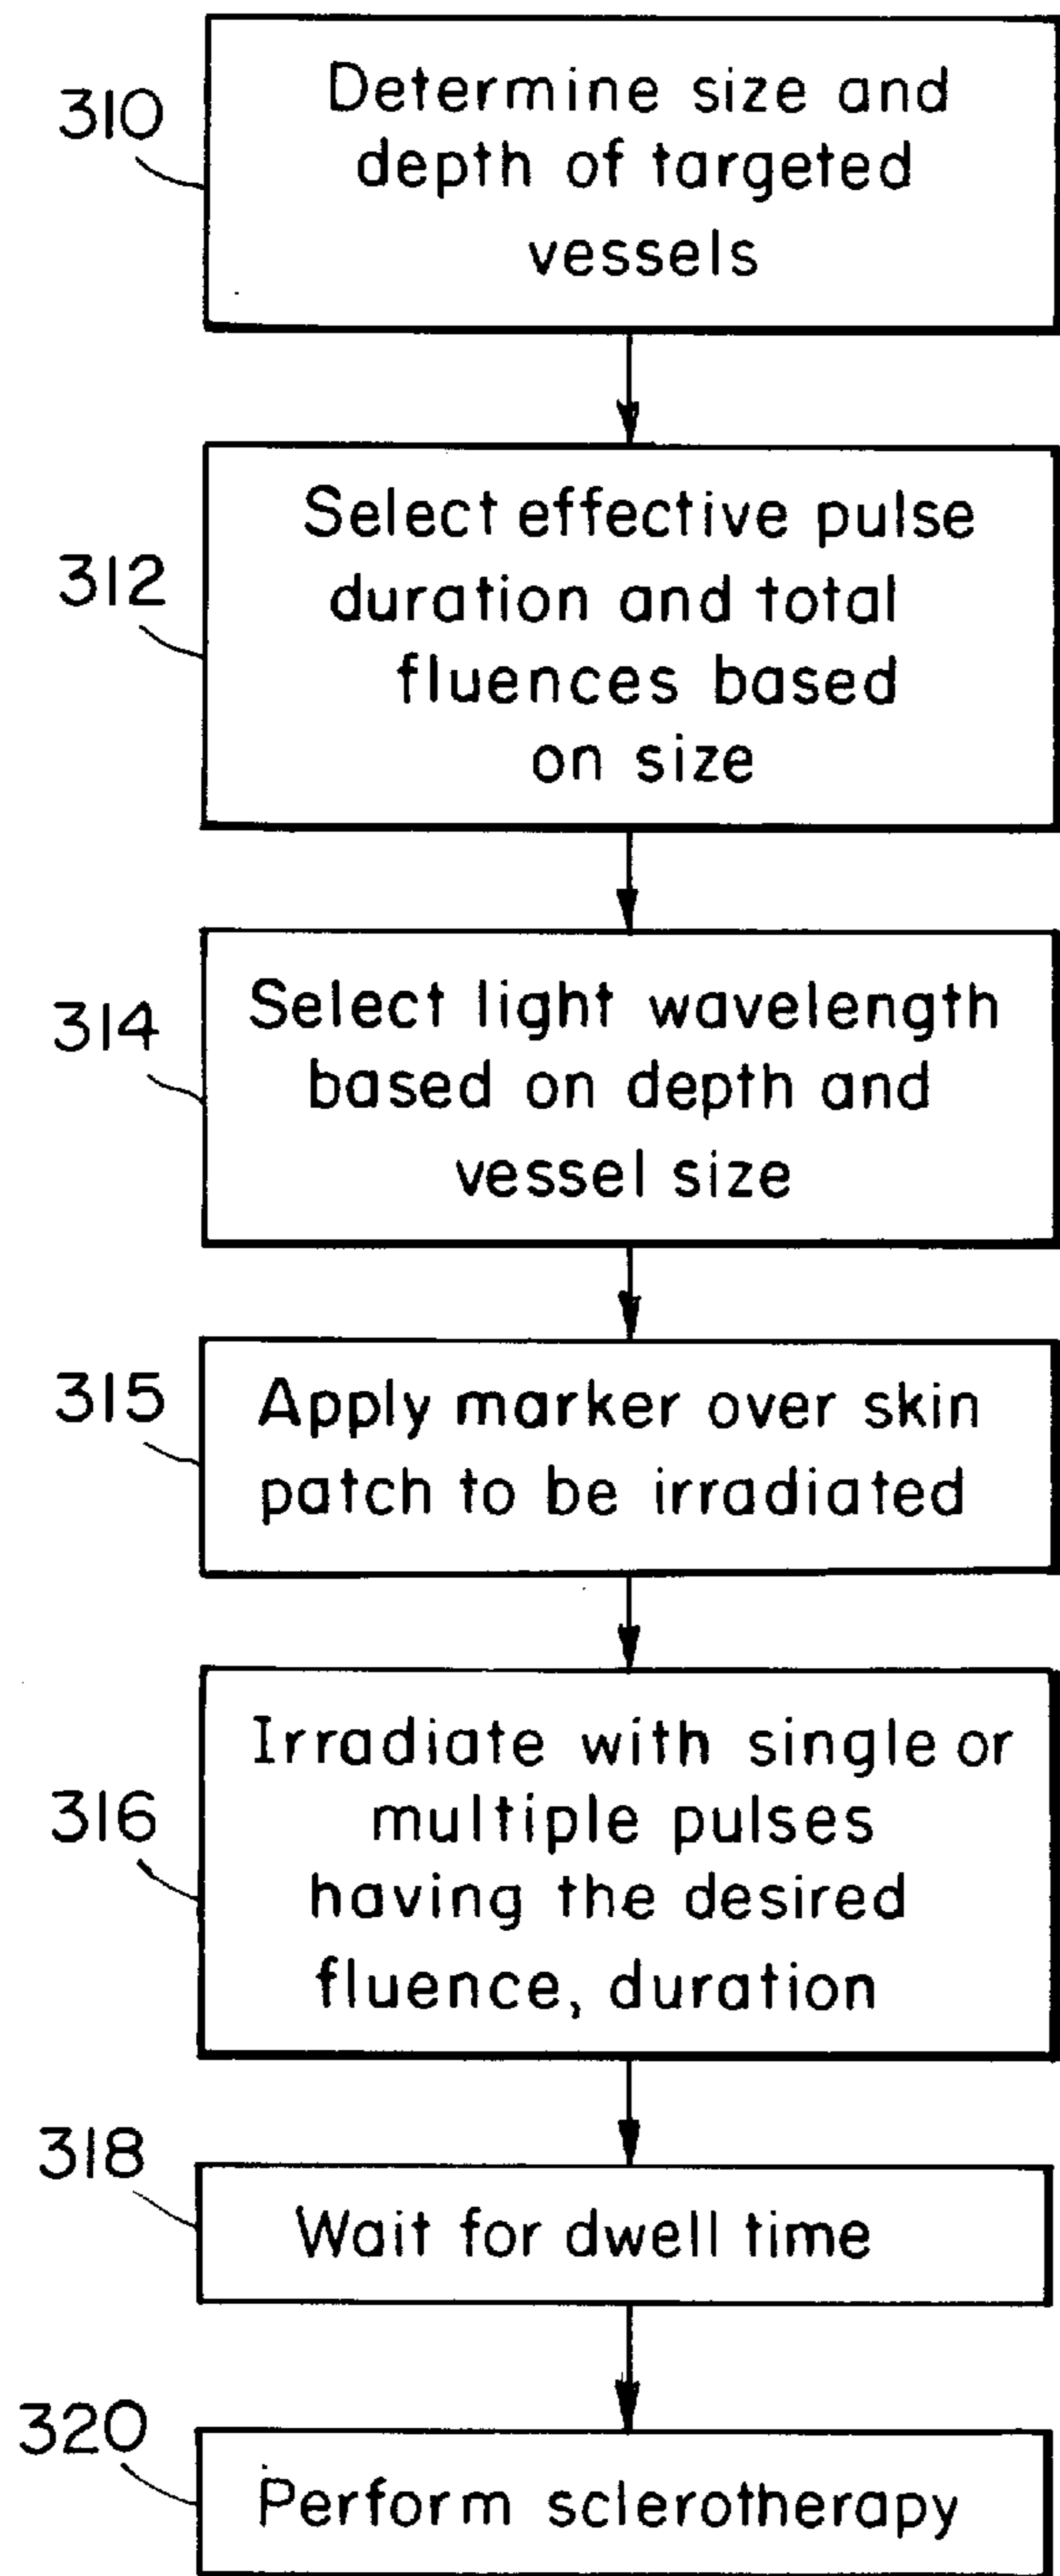 310
Determine size and
depth of targeted
vessels
312
Select effective pulse
duration and total
fluences based
on size
314
Select light wavelength
based on depth and
vessel size
315
Apply marker over skin
patch to be irradiated
316
Irradiate with single or
multiple pulses
having the desired
fluence, duration
318
Wait for dwell time
320
Perform sclerotherapy